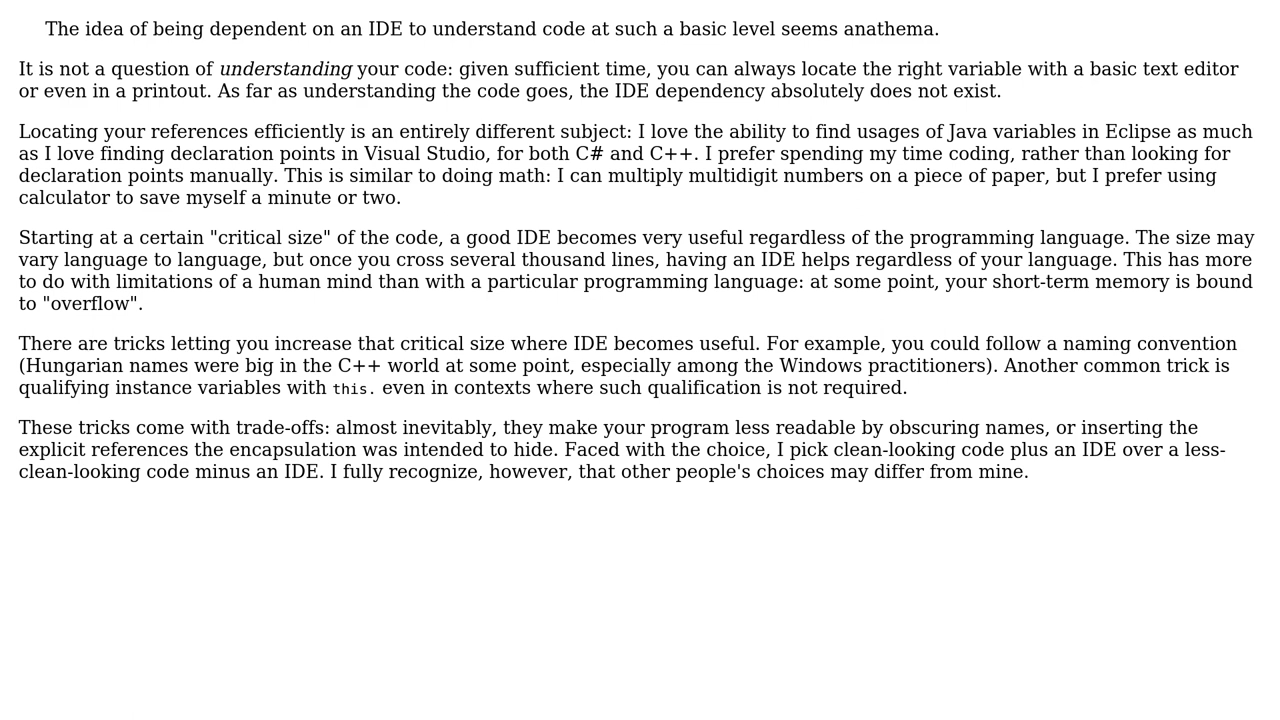 The idea of being dependent on an IDE to understand code at such a basic level seems anathema.
It is not a question of understanding your code: given sufficient time, you can always locate the right variable with a basic text editor
or even in a printout. As far as understanding the code goes, the IDE dependency absolutely does not exist.
Locating your references efficiently is an entirely different subject: I love the ability to find usages of Java variables in Eclipse as much
as I love finding declaration points in Visual Studio, for both C# and C++. I prefer spending my time coding, rather than looking for
declaration points manually. This is similar to doing math: I can multiply multidigit numbers on a piece of paper, but I prefer using
calculator to save myself a minute or two.
Starting at a certain "critical size" of the code, a good IDE becomes very useful regardless of the programming language. The size may
vary language to language, but once you cross several thousand lines, having an IDE helps regardless of your language. This has more
to do with limitations of a human mind than with a particular programming language: at some point, your short-term memory is bound
to "overflow".
There are tricks letting you increase that critical size where IDE becomes useful. For example, you could follow a naming convention
(Hungarian names were big in the C++ world at some point, especially among the Windows practitioners). Another common trick is
qualifying instance variables with this. even in contexts where such qualification is not required.
These tricks come with trade-offs: almost inevitably, they make your program less readable by obscuring names, or inserting the
explicit references the encapsulation was intended to hide. Faced with the choice, I pick clean-looking code plus an IDE over a less-
clean-looking code minus an IDE. I fully recognize, however, that other people's choices may differ from mine.